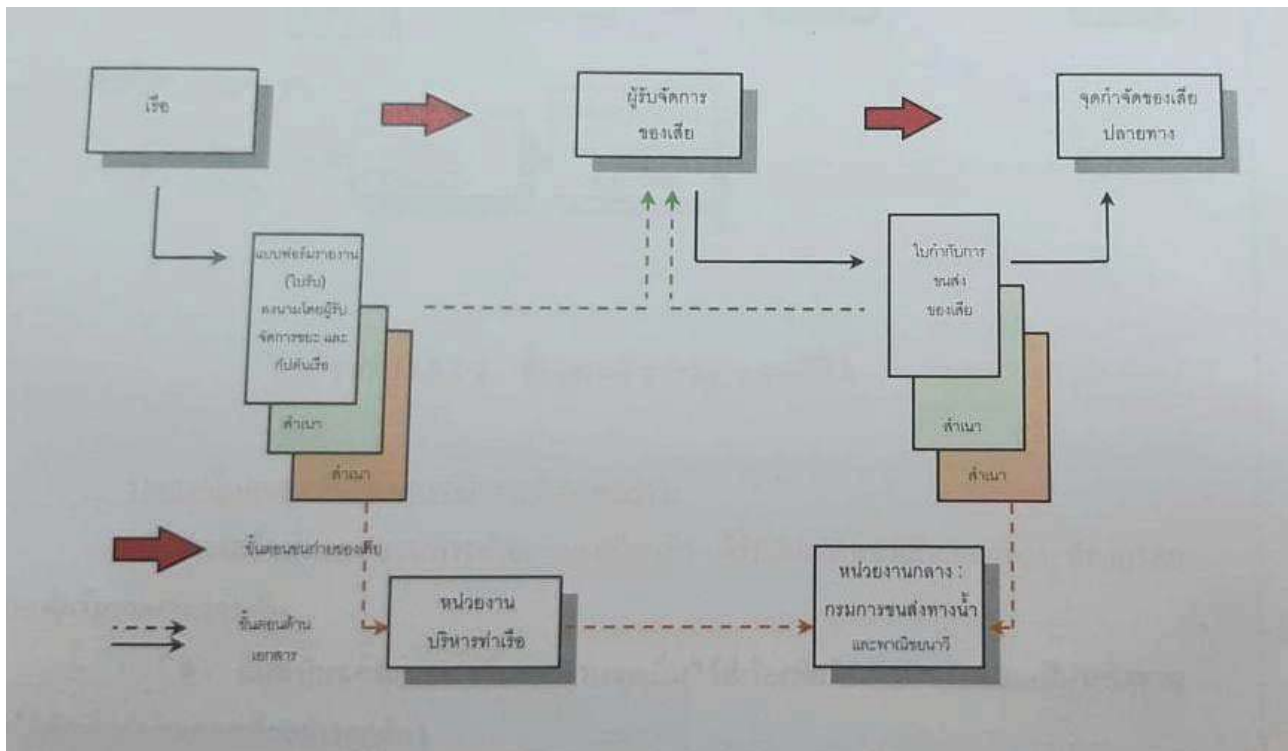 เรือ
ผู้รับจัดการ
ของเสีย
จุดกำจัดของเสีย
ปลายทาง
แบบฟอร์มรายงาน
(ใบรับ)
ลงนามโดยผู้รับ
จัดการขยะ และ
กัปตันเรือ
สำเนา
สำเนา
ใบกำกับการ
ขนส่ง
ของเสีย
สำเนา
สำเนา
ขั้นตอนขนถ่ายของเสีย
ขั้นตอนด้าน
เอกสาร
หน่วยงาน
บริหารท่าเรือ
หน่วยงานกลาง :
กรมการขนส่งทางน้ำ
และพาณิชยนาวี